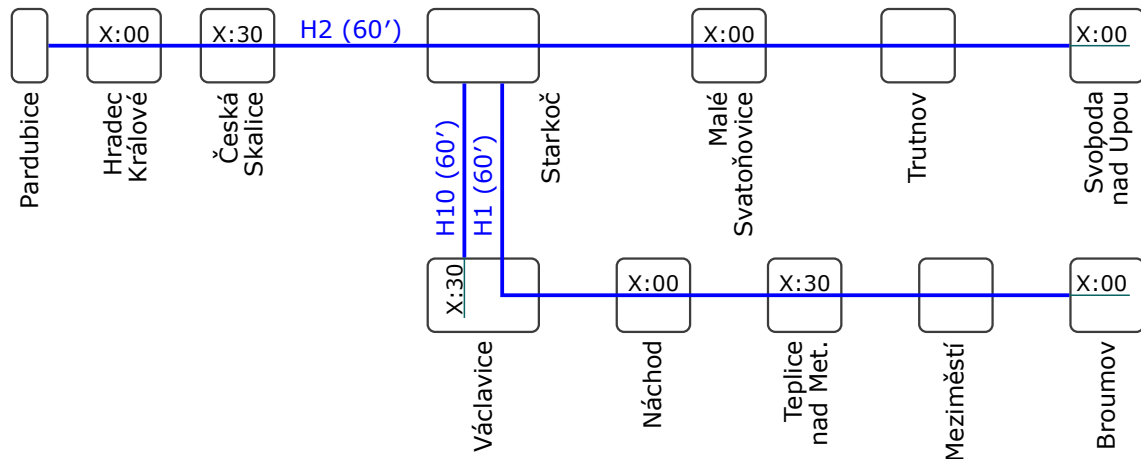 X:00
X:30
H2 (60′)
X:00
X:00
Pardubice
Hradec
Králové
Česká
Skalice
Starkoč
Malé
Svatoňovice
Trutnov
Svoboda
nad Úpou
H10 (60′)
H1 (60′)
X:30
X:00
X:30
X:00
Václavice
Náchod
Teplice
nad Met.
Meziměstí
Broumov